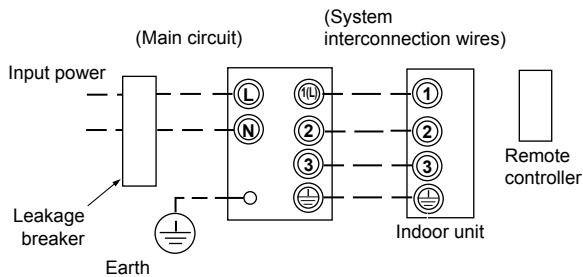 (Main circuit)
(System
interconnection wires)
Input power
L
1(L)
1
N
2
2
3
3
Remote
controller
Leakage
breaker
Indoor unit
Earth